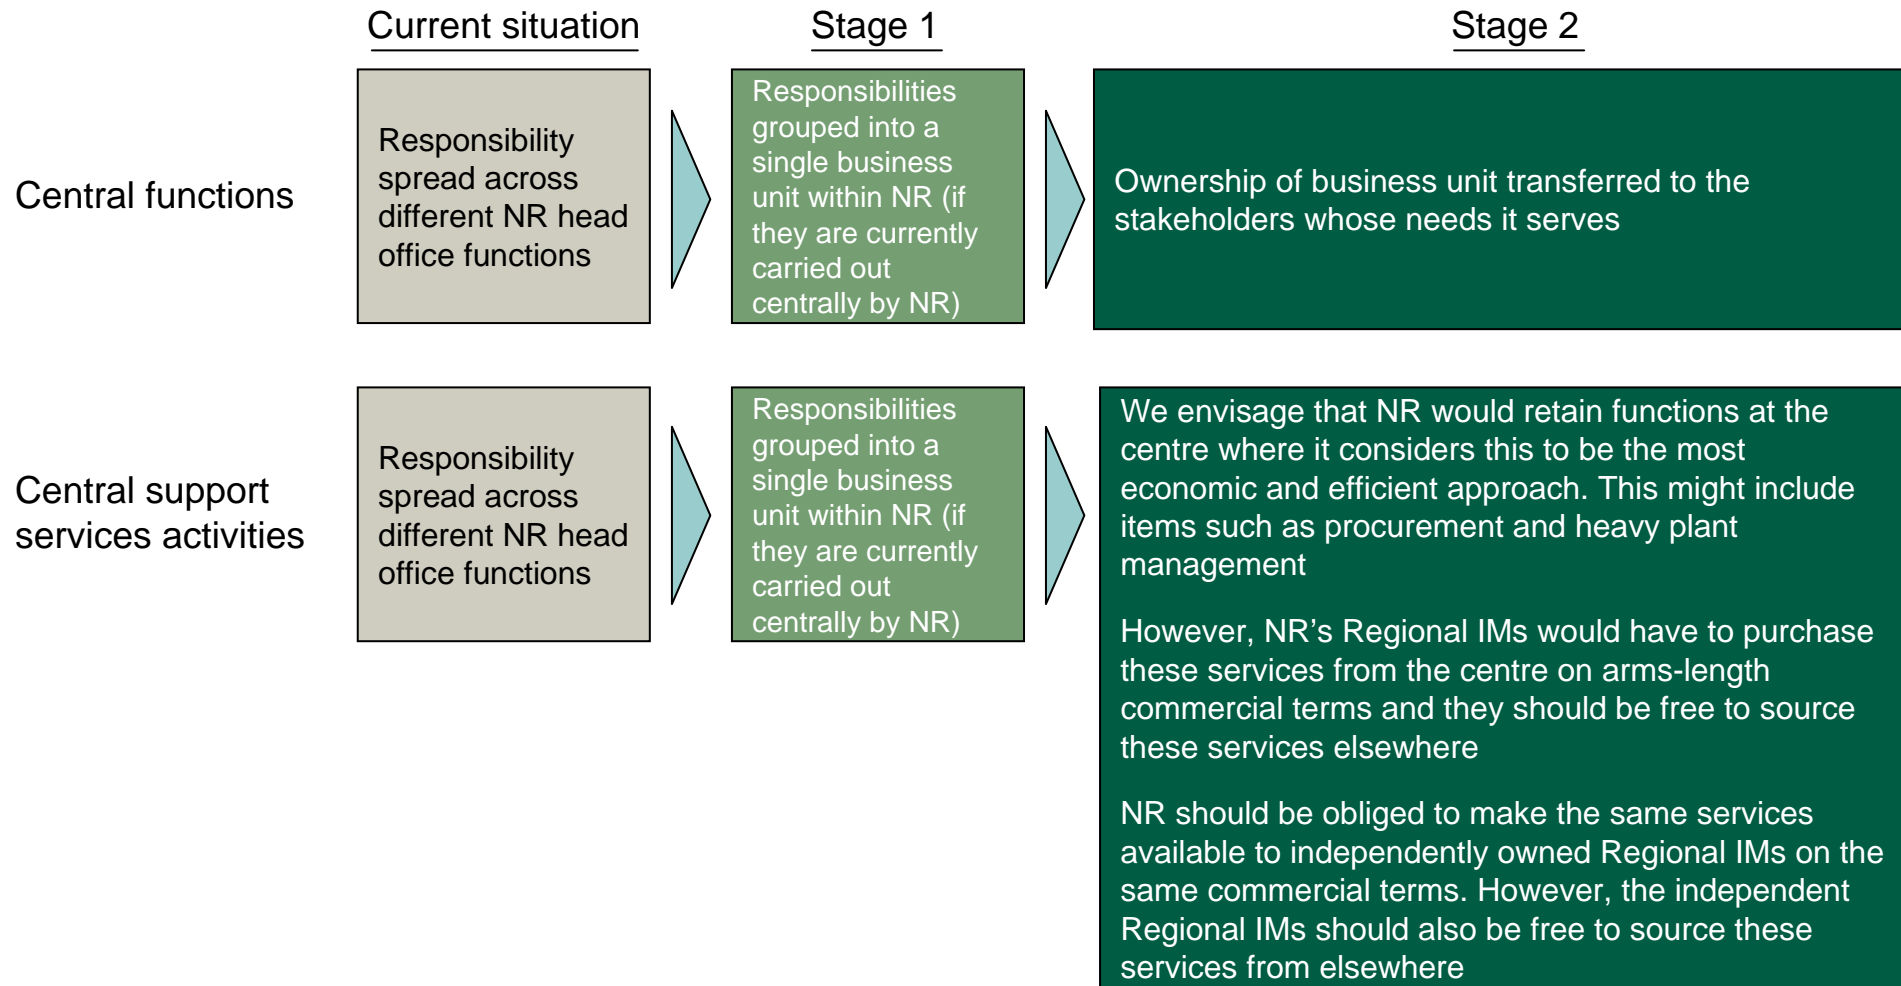 Current situation
Stage 1
Stage 2
Central functions
Responsibility
spread across
different NR head
office functions
Responsibilities
grouped into a
single business
unit within NR (if
they are currently
carried out
centrally by NR)
Ownership of business unit transferred to the
stakeholders whose needs it serves
Central support
services activities
Responsibility
spread across
different NR head
office functions
Responsibilities
grouped into a
single business
unit within NR (if
they are currently
carried out
centrally by NR)
We envisage that NR would retain functions at the
centre where it considers this to be the most
economic and efficient approach. This might include
items such as procurement and heavy plant
management
However, NR’s Regional IMs would have to purchase
these services from the centre on arms-length
commercial terms and they should be free to source
these services elsewhere
NR should be obliged to make the same services
available to independently owned Regional IMs on the
same commercial terms. However, the independent
Regional IMs should also be free to source these
services from elsewhere